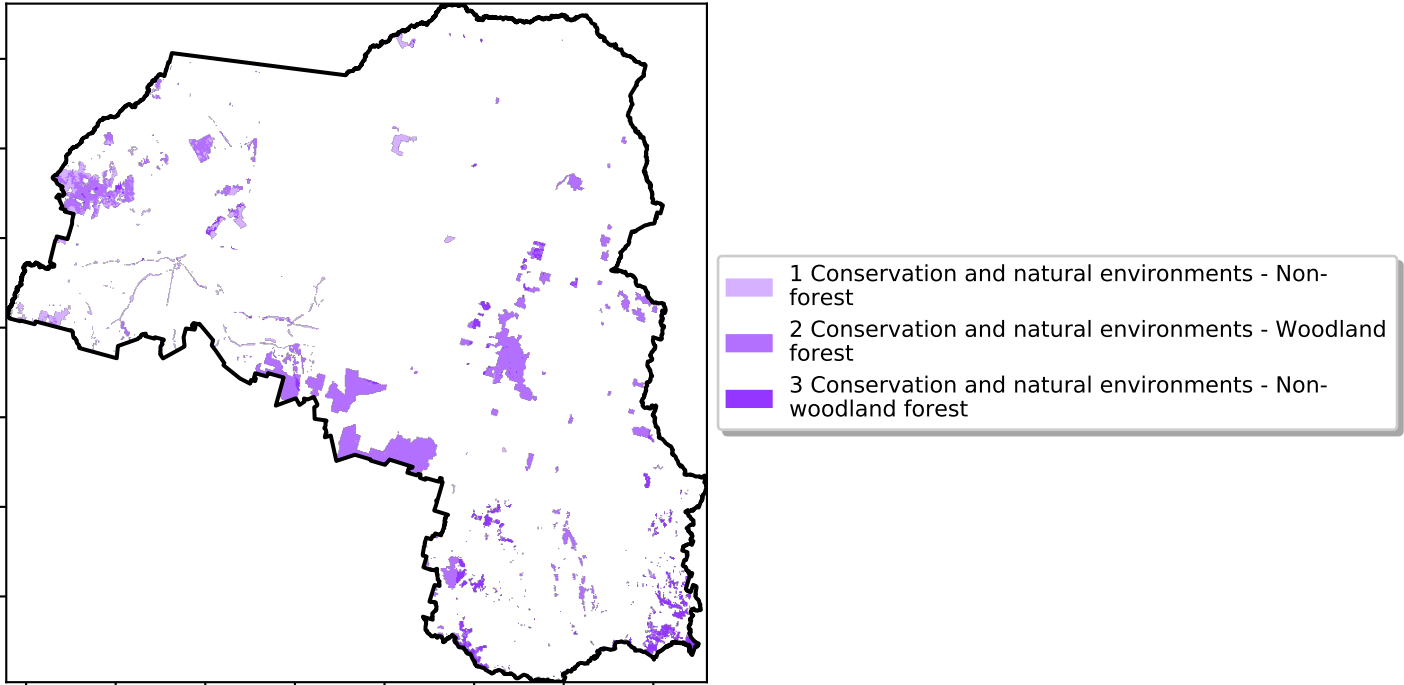 1 Conservation and natural environments - Non-
forest
2 Conservation and natural environments - Woodland
forest
3 Conservation and natural environments - Non-
woodland forest